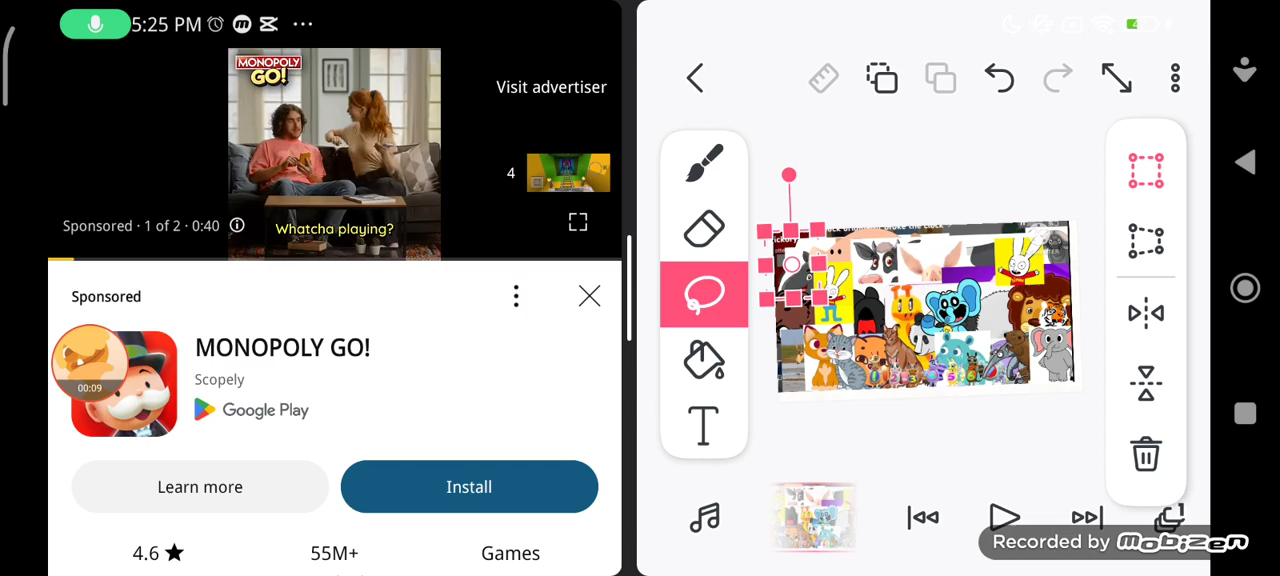 5:25 PM
MONOPOLY
GO!
Visit advertiser
4
Sponsored · 1 of 2 · 0:40
Whatcha playing?
Sponsored
MONOPOLY GO!
Scopely
00:09
Google Play
Learn more
Install
4.6 ★
55M+
Games
T
1
Recorded by mobizen